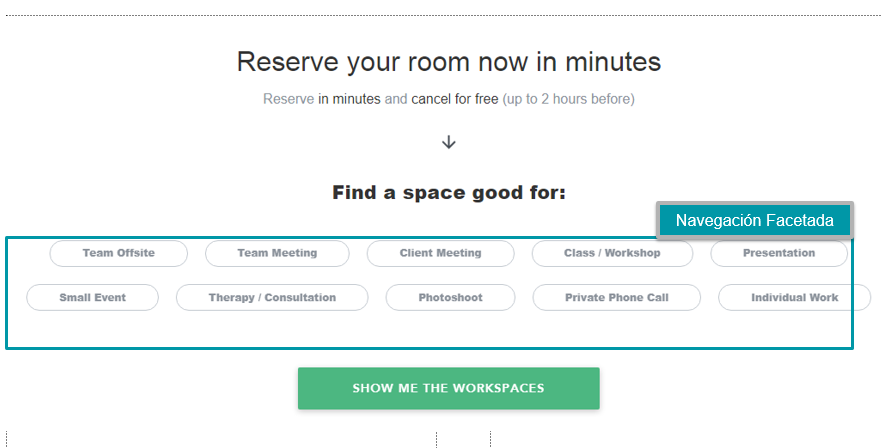 Reserve your room now in minutes
Reserve in minutes and cancel for free (up to 2 hours before)
Find a space good for:
Navegación Facetada
Team Offsite Team Meeting Client Meeting Class / Workshop Presentation
Small Event Therapy / Consultation Photoshoot Private Phone Call Individual Work
SHOW ME THE WORKSPACES